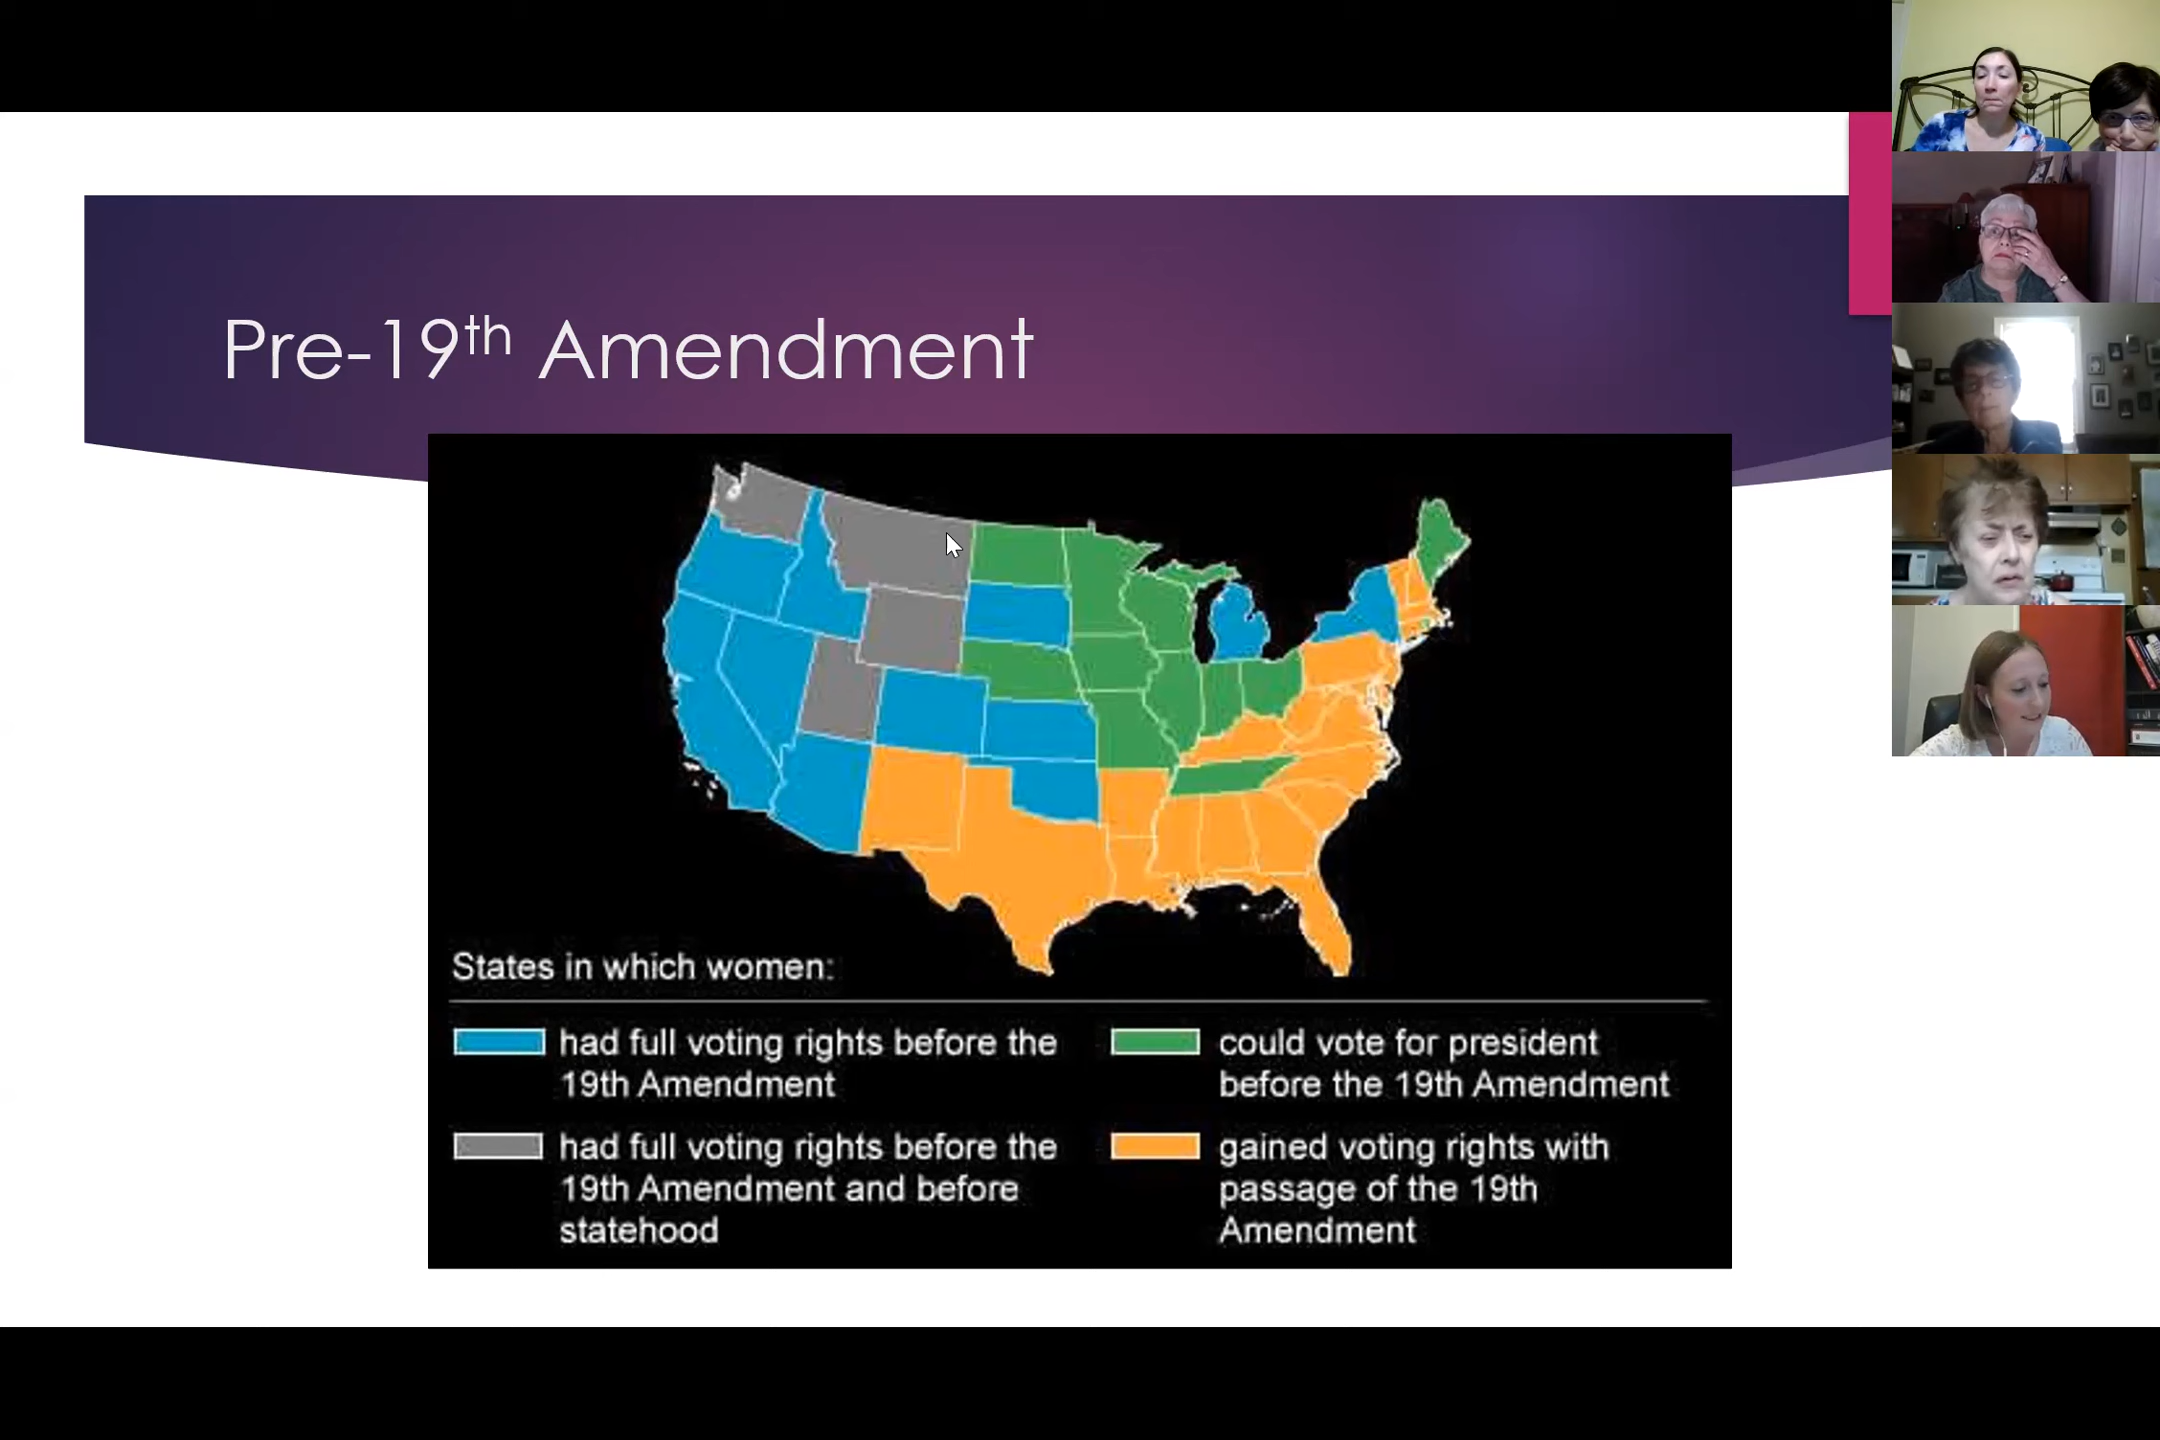 Pre-19th Amendment
States in which women:
had full voting rights before the
19th Amendment
had full voting rights before the
19th Amendment and before
statehood
could vote for president
before the 19th Amendment
gained voting rights with
passage of the 19th
Amendment